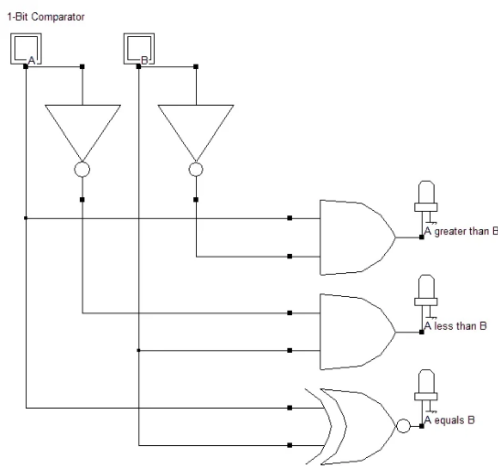 1-Bit Comparator
A
B
A greater than B
A less than B
A equals B